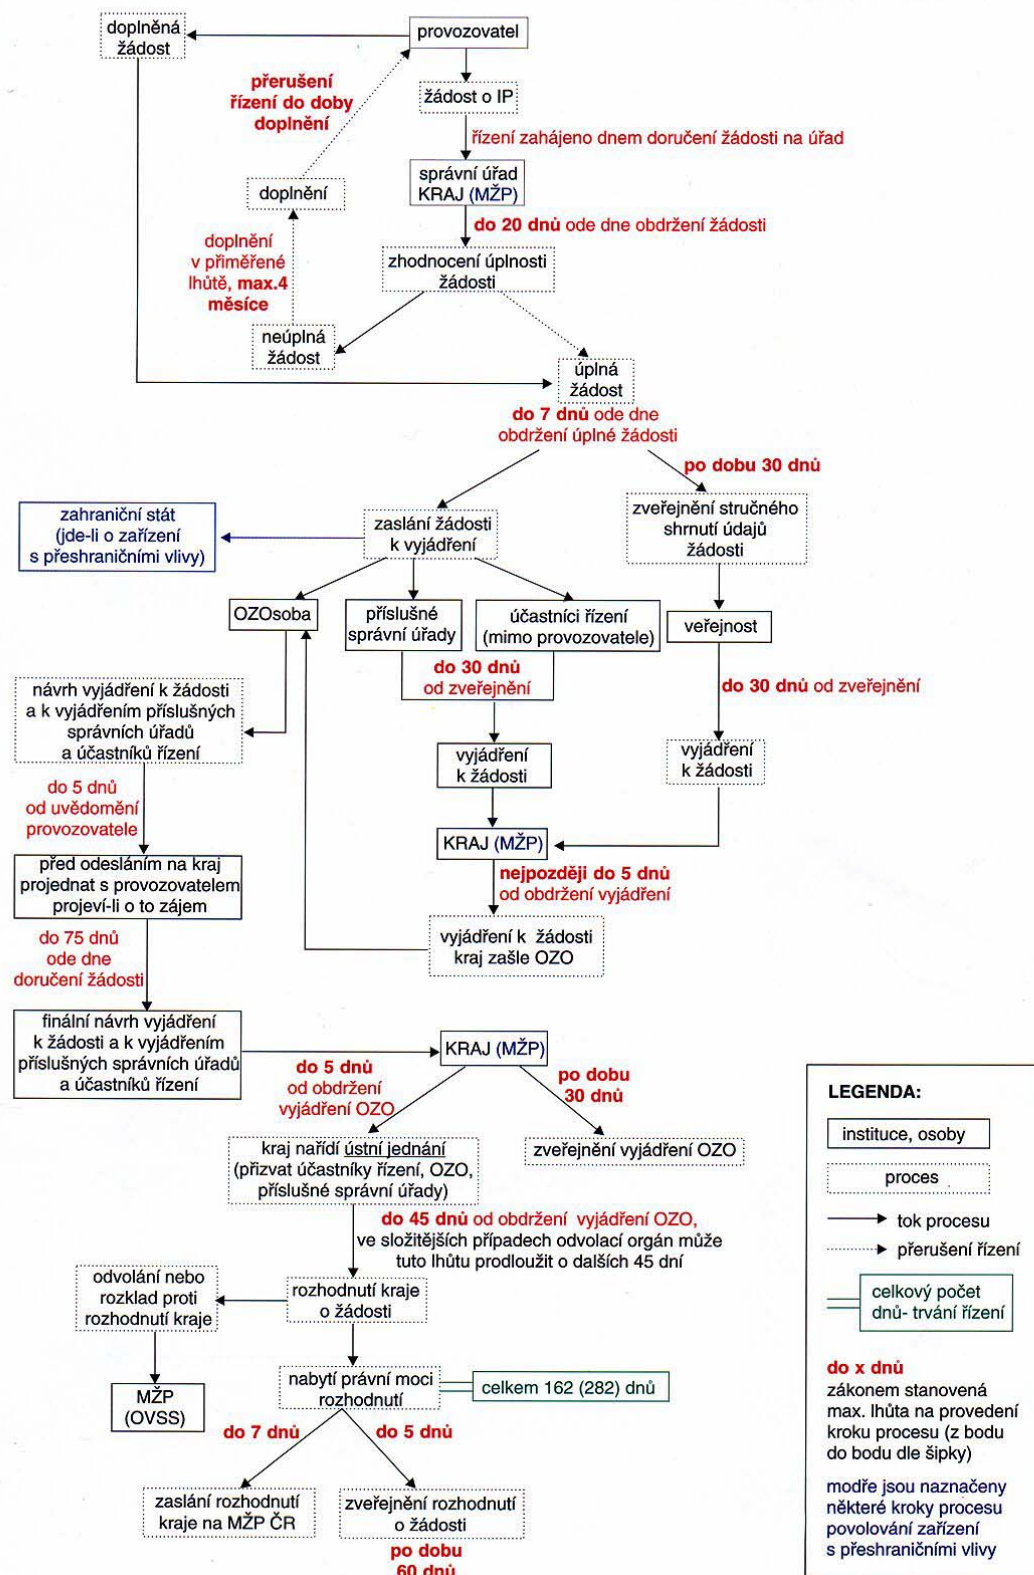 doplněná
žádost
provozovatel
přerušení
řízení do doby
doplnění
žádost o IP
řízení zahájeno dnem doručení žádosti na úřad
správní úřad
KRAJ (MŽP)
doplnění
do 20 dnů ode dne obdržení žádosti
doplnění
v přiměřené
lhůtě, max.4
měsíce
zhodnocení úplnosti
žádosti
neúplná
žádost
úplná
žádost
do 7 dnů ode dne
obdržení úplné žádosti
po dobu 30 dnů
zahraniční stát
(jde-li o zařízení
s přeshraničními vlivy)
zaslání žádosti
k vyjádření
zveřejnění stručného
shrnutí údajů
žádosti
OZOsoba
příslušné
správní úřady
účastníci řízení
(mimo provozovatele)
veřejnost
do 30 dnů
od zveřejnění
do 30 dnů od zveřejnění
návrh vyjádření k žádosti
a k vyjádřením příslušných
správních úřadů
a účastníků řízení
vyjádření
k žádosti
vyjádření
k žádosti
do 5 dnů
od uvědomění
provozovatele
KRAJ (MŽP)
před odesláním na kraj
projednat s provozovatelem
projeví-li o to zájem
nejpozději do 5 dnů
od obdržení vyjádření
vyjádření k žádosti
kraj zašle OZO
do 75 dnů
ode dne
doručení žádosti
finální návrh vyjádření
k žádosti a k vyjádřením
příslušných správních úřadů
a účastníků řízení
KRAJ (MŽP)
do 5 dnů
od obdržení
vyjádření OZO
po dobu
30 dnů
kraj nařídí ústní jednání
(přizvat účastníky řízení, OZO,
příslušné správní úřady)
zveřejnění vyjádření OZO
do 45 dnů od obdržení vyjádření OZO,
ve složitějších případech odvolací orgán může
tuto lhůtu prodloužit o dalších 45 dní
odvolání nebo
rozklad proti
rozhodnutí kraje
rozhodnutí kraje
o žádosti
MŽP
(OVSS)
nabytí právní moci
rozhodnutí
celkem 162 (282) dnů
do 7 dnů
do 5 dnů
zaslání rozhodnutí
kraje na MŽP ČR
zveřejnění rozhodnutí
o žádosti
po dobu
60 dnů
LEGENDA:
instituce, osoby
proces
tok procesu
přerušení řízení
celkový počet
dnů- trvání řízení
do x dnů
zákonem stanovená
max. lhůta na provedení
kroku procesu (z bodu
do bodu dle šipky)
modře jsou naznačeny
některé kroky procesu
povolování zařízení
s přeshraničními vlivy